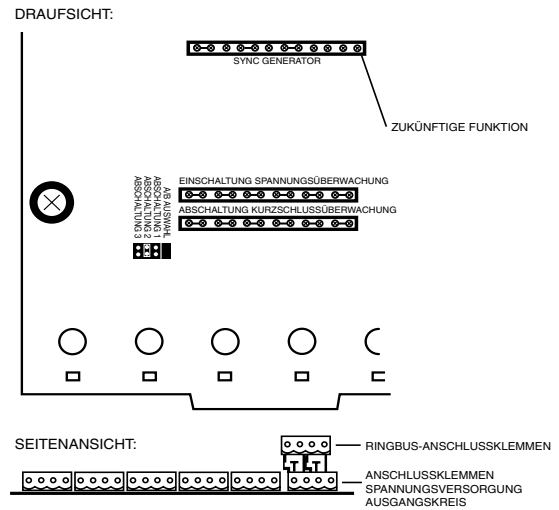 DRAUFSICHT:
SYNC GENERATOR
ZUKÜNFTIGE FUNKTION
A/B AUSWAHL
ABSCHALTUNG 1
ABSCHALTUNG 2
ABSCHALTUNG 3
EINSCHALTUNG SPANNUNGSÜBERWACHUNG
ABSCHALTUNG KURZSCHLUSSÜBERWACHUNG
SEITENANSICHT:
RINGBUS-ANSCHLUSSKLEMMEN
ANSCHLUSSKLEMMEN
SPANNUNGSVERSORGUNG
AUSGANGSKREIS